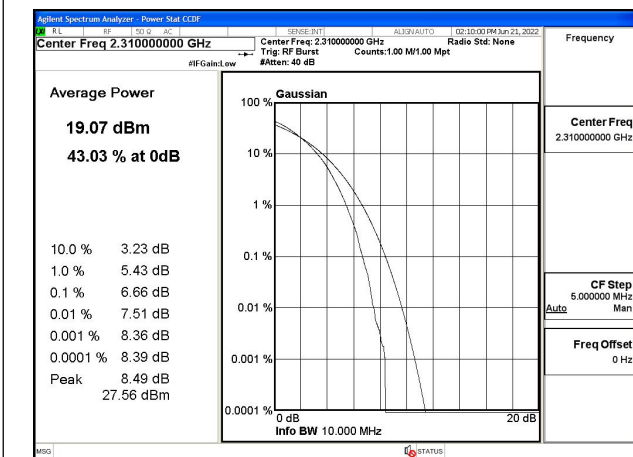 Agilent Spectrum Analyzer - Power Stat CCDF
RL RF 50 Ω AC SENSE:INT ALIGN AUTO 02:10:00 PM Jun 21, 2022
Center Freq 2.310000000 GHz
Center Freq: 2.310000000 GHz Radio Std: None
Trig: RF Burst Counts:1.00 M/1.00 Mpt
#IFGain:Low #Atten: 40 dB
Frequency
Average Power
19.07 dBm
43.03 % at 0dB
10.0 % 3.23 dB
1.0 % 5.43 dB
0.1 % 6.66 dB
0.01 % 7.51 dB
0.001 % 8.36 dB
0.0001 % 8.39 dB
Peak 8.49 dB
27.56 dBm
Gaussian
100 %
10 %
1 %
0.1 %
0.01 %
0.001 %
0.0001 %
0 dB 20 dB
Info BW 10.000 MHz
Center Freq
2.310000000 GHz
CF Step
5.000000 MHz
Auto Man
Freq Offset
0 Hz
MSG STATUS